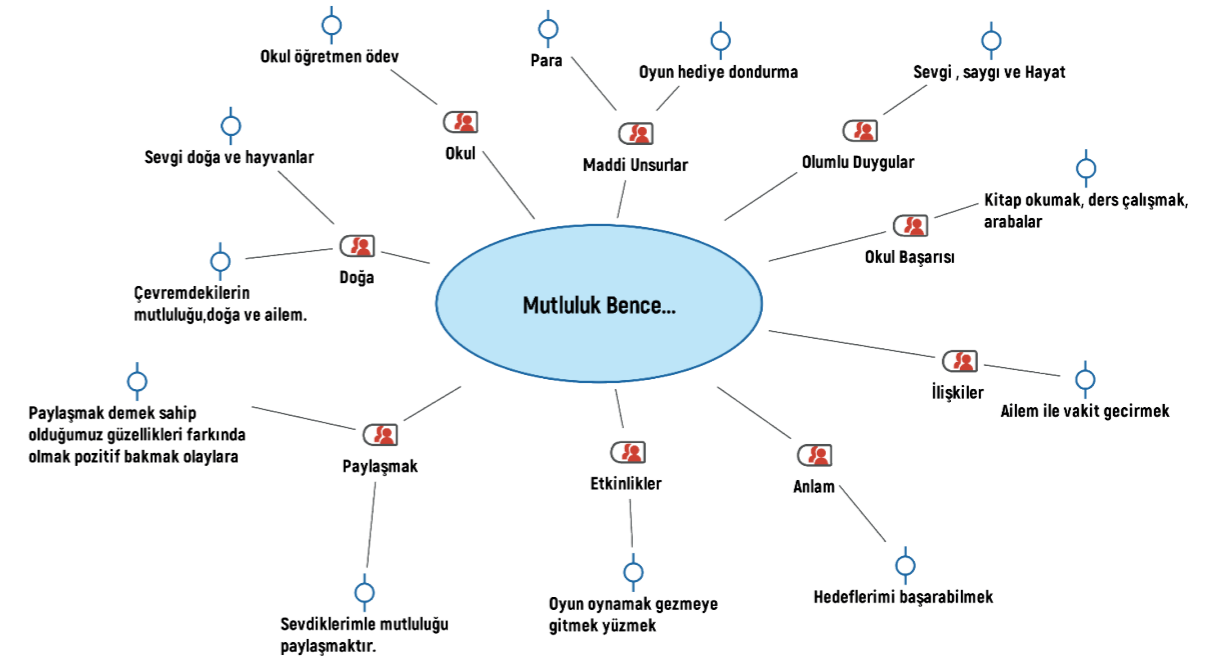 Okul öğretmen ödev
Para
Oyun hediye dondurma
Sevgi , saygı ve Hayat
Okul
Maddi Unsurlar
Olumlu Duygular
Sevgi doğa ve hayvanlar
Kitap okumak, ders çalışmak,
arabalar
Okul Başarısı
Doğa
Çevremdekilerin
mutluluğu,doğa ve ailem.
Mutluluk Bence...
İlişkiler
Ailem ile vakit gecirmek
Paylaşmak demek sahip
olduğumuz güzellikleri farkında
olmak pozitif bakmak olaylara
Paylaşmak
Etkinlikler
Anlam
Sevdiklerimle mutluluğu
paylaşmaktır.
Oyun oynamak gezmeye
gitmek yüzmek
Hedeflerimi başarabilmek